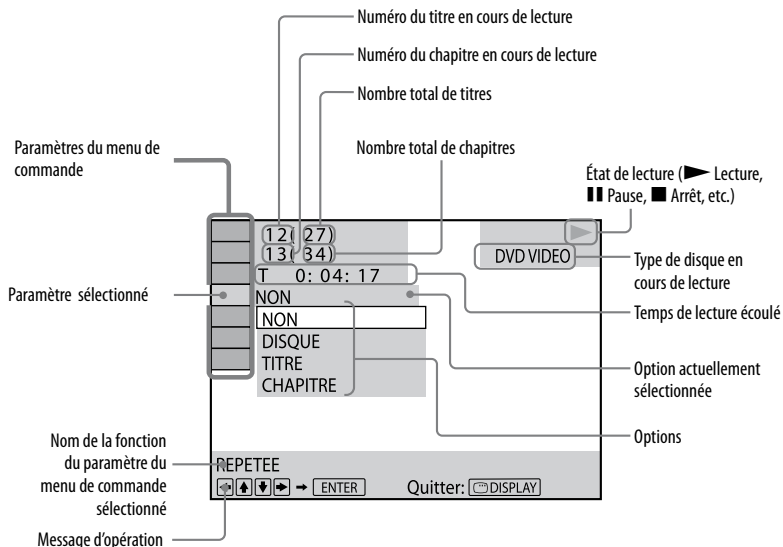 Numéro du titre en cours de lecture
Numéro du chapitre en cours de lecture
Nombre total de titres
Nombre total de chapitres
Paramètres du menu de
commande
État de lecture (▶ Lecture,
❚❚ Pause, ■ Arrêt, etc.)
12( 27)
13( 34)
T 0: 04: 17
DVD VIDEO
Type de disque en
cours de lecture
Temps de lecture écoulé
Paramètre sélectionné
NON
NON
DISQUE
TITRE
CHAPITRE
Option actuellement
sélectionnée
Options
Nom de la fonction
du paramètre du
menu de commande
sélectionné
REPETEE
ENTER
Quitter: DISPLAY
Message d'opération